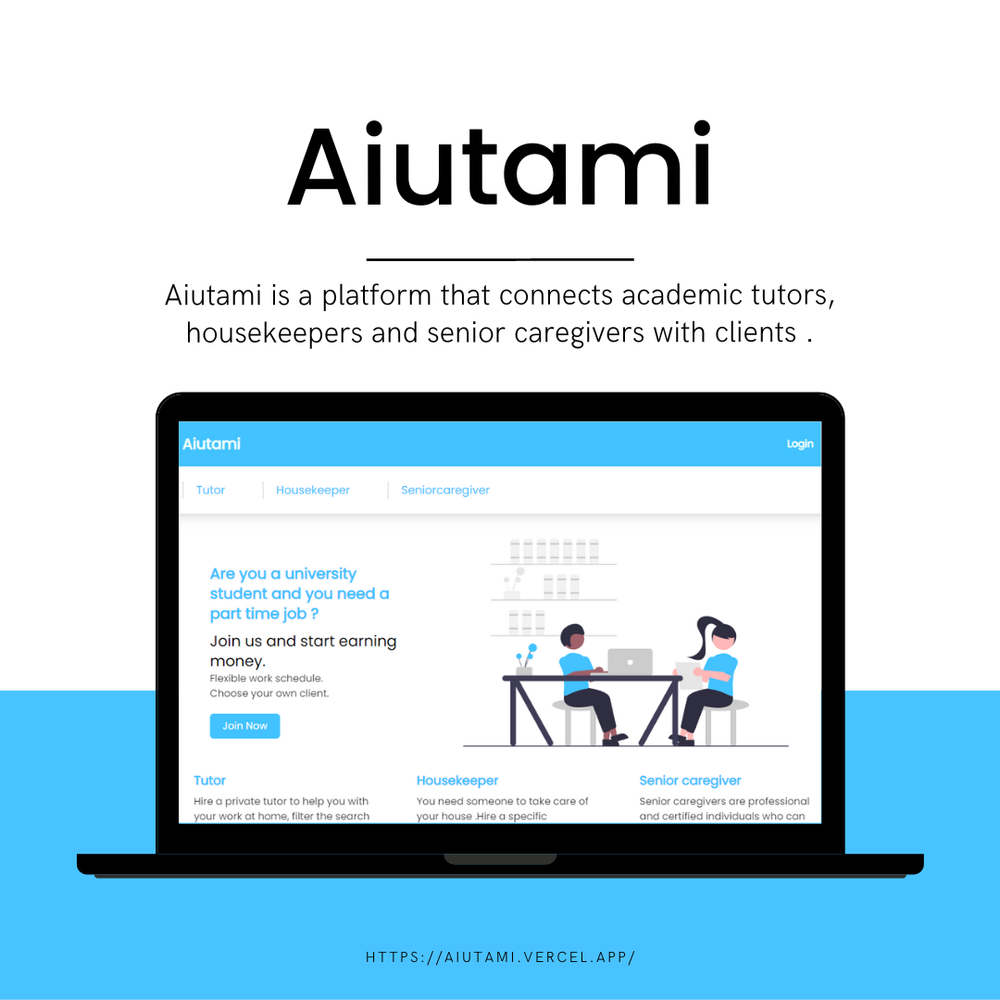 Aiutami
Aiutami is a platform that connects academic tutors,
housekeepers and senior caregivers with clients .
Aiutami
Login
Tutor
Housekeeper
Seniorcaregiver
Are you a university
student and you need a
part time job ?
Join us and start earning
money.
Flexible work schedule.
Choose your own client.
Join Now
Tutor
Hire a private tutor to help you with
your work at home, filter the search
Housekeeper
You need someone to take care of
your house .Hire a specific
Senior caregiver
Senior caregivers are professional
and certified individuals who can
HTTPS://AIUTAMI.VERCEL.APP/